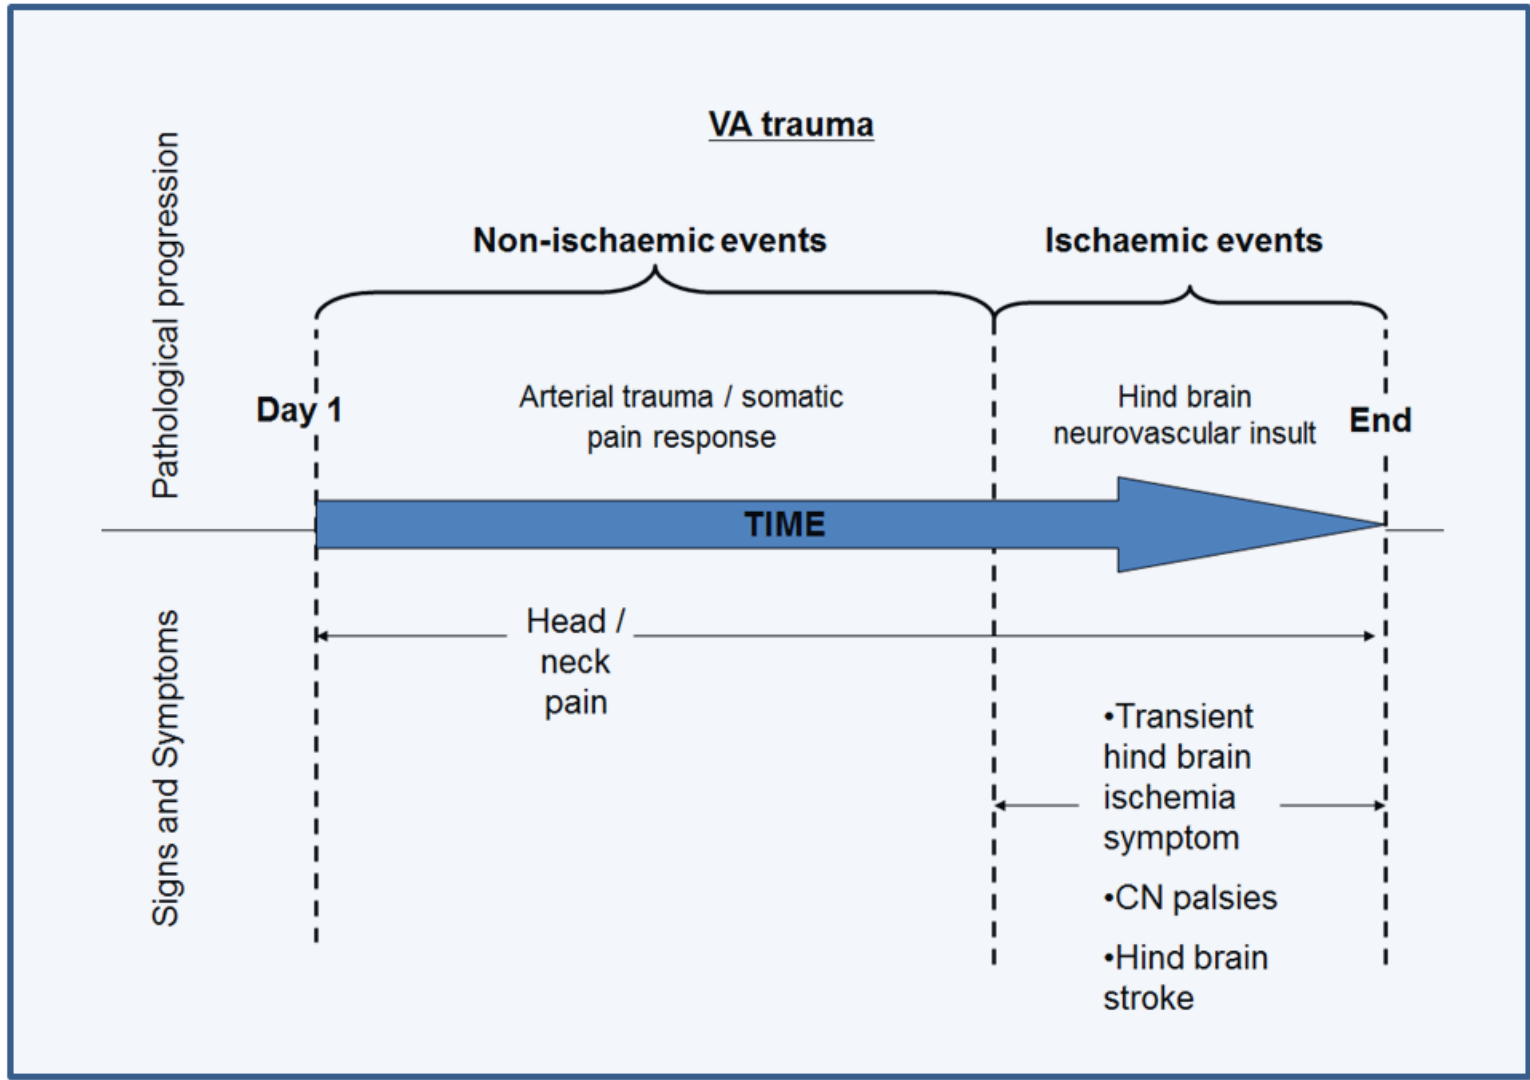 VA trauma
Pathological progression
Non-ischaemic events
Ischaemic events
Day 1
Arterial trauma / somatic
pain response
Hind brain
neurovascular insult
End
TIME
Signs and Symptoms
Head /
neck
pain
•Transient
hind brain
ischemia
symptom
•CN palsies
•Hind brain
stroke